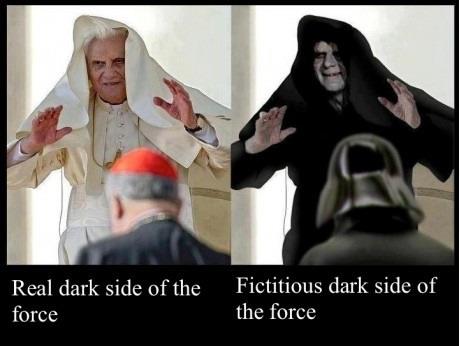 Real dark side of the
force
Fictitious dark side of
the force